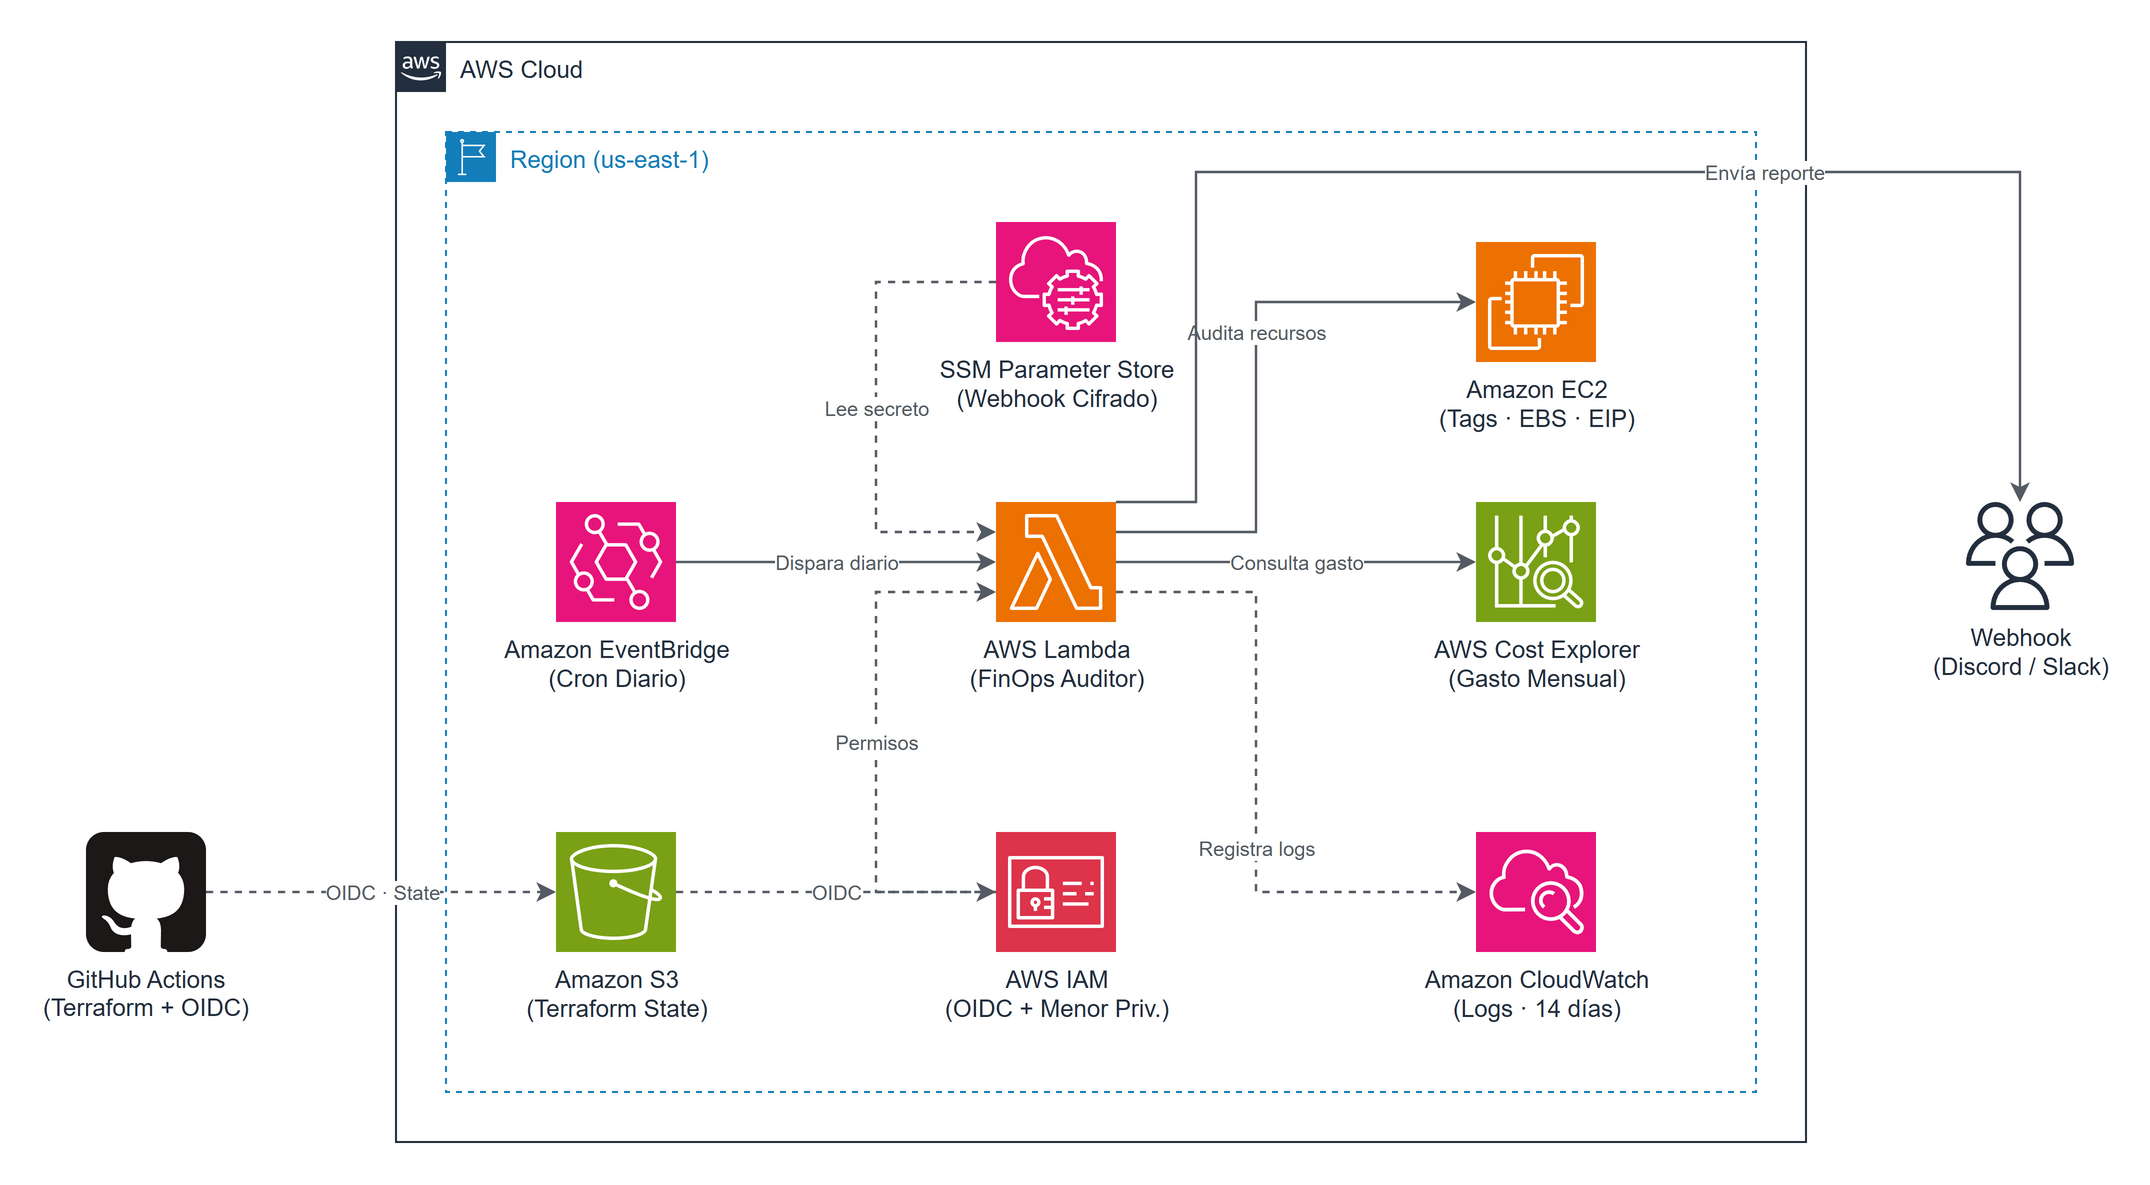 aws
AWS Cloud
Region (us-east-1)
Envía reporte
SSM Parameter Store
(Webhook Cifrado)
Audita recursos
Amazon EC2
(Tags · EBS · EIP)
Lee secreto
Amazon EventBridge
(Cron Diario)
Dispara diario
AWS Lambda
(FinOps Auditor)
Consulta gasto
AWS Cost Explorer
(Gasto Mensual)
Webhook
(Discord / Slack)
Permisos
Registra logs
GitHub Actions
(Terraform + OIDC)
OIDC · State
Amazon S3
(Terraform State)
OIDC
AWS IAM
(OIDC + Menor Priv.)
Amazon CloudWatch
(Logs · 14 días)